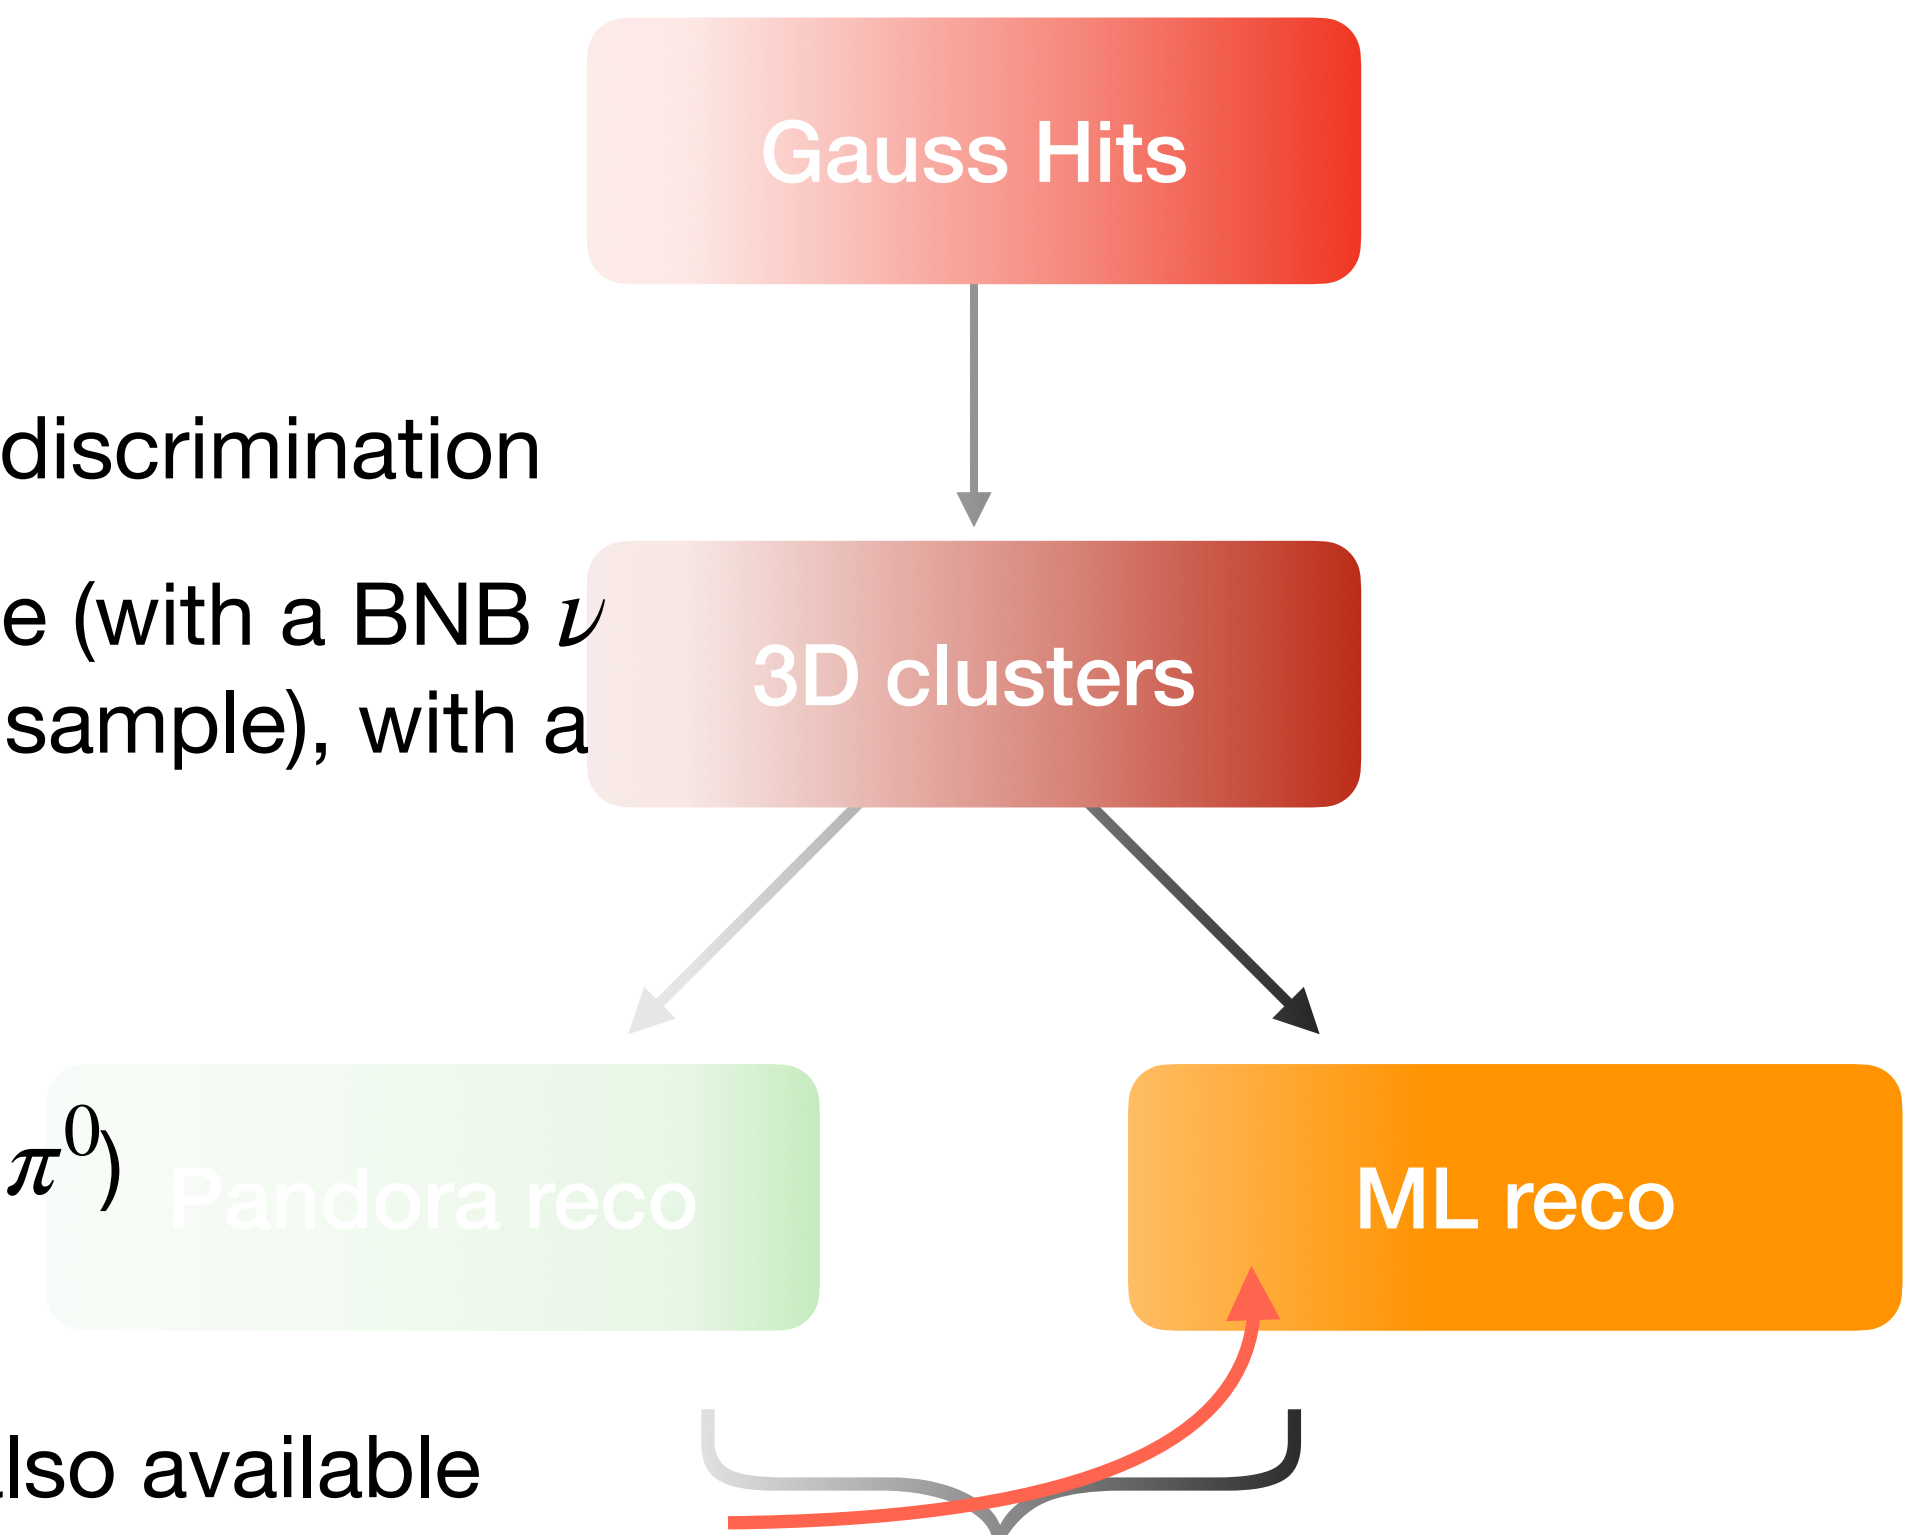 Gauss Hits
discrimination
e (with a BNB ν
sample), with a
3D clusters
π⁰)
Pandora reco
ML reco
lso available